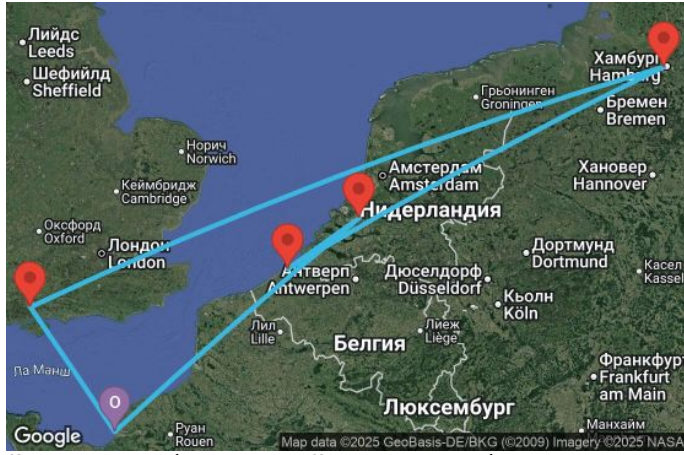 Лийдс
Leeds
Шефийлд
Sheffield
Хамбург
Hamburg
Грьонинген
Groningen
Бремен
Bremen
Норич
Norwich
Амстердам
Amsterdam
Хановер
Hannover
Кеймбридж
Cambridge
Нидерландия
Оксфорд
Oxford
Лондон
London
Дортмунд
Dortmund
Антверп
Antwerpen
Дюселдорф
Düsseldorf
Касел
Kassel
Кьолн
Köln
Лил
Lille
Белгия
Лиеж
Liège
Ла Манш
Франкфурт
Frankfurt
am Main
O
Люксембург
Руан
Rouen
Манхайм
Google
Map data ©2025 GeoBasis-DE/BKG (©2009) Imagery ©2025 NASA